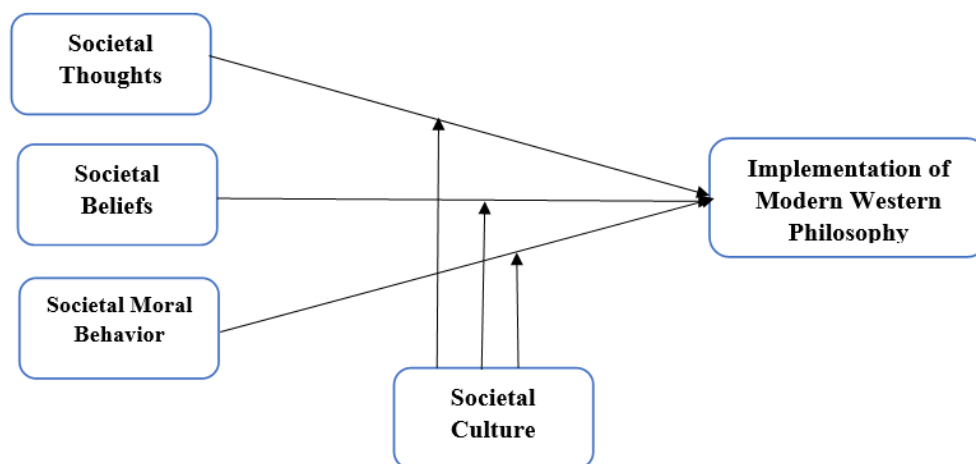 Societal
Thoughts
Societal
Beliefs
Societal Moral
Behavior
Implementation of
Modern Western
Philosophy
Societal
Culture